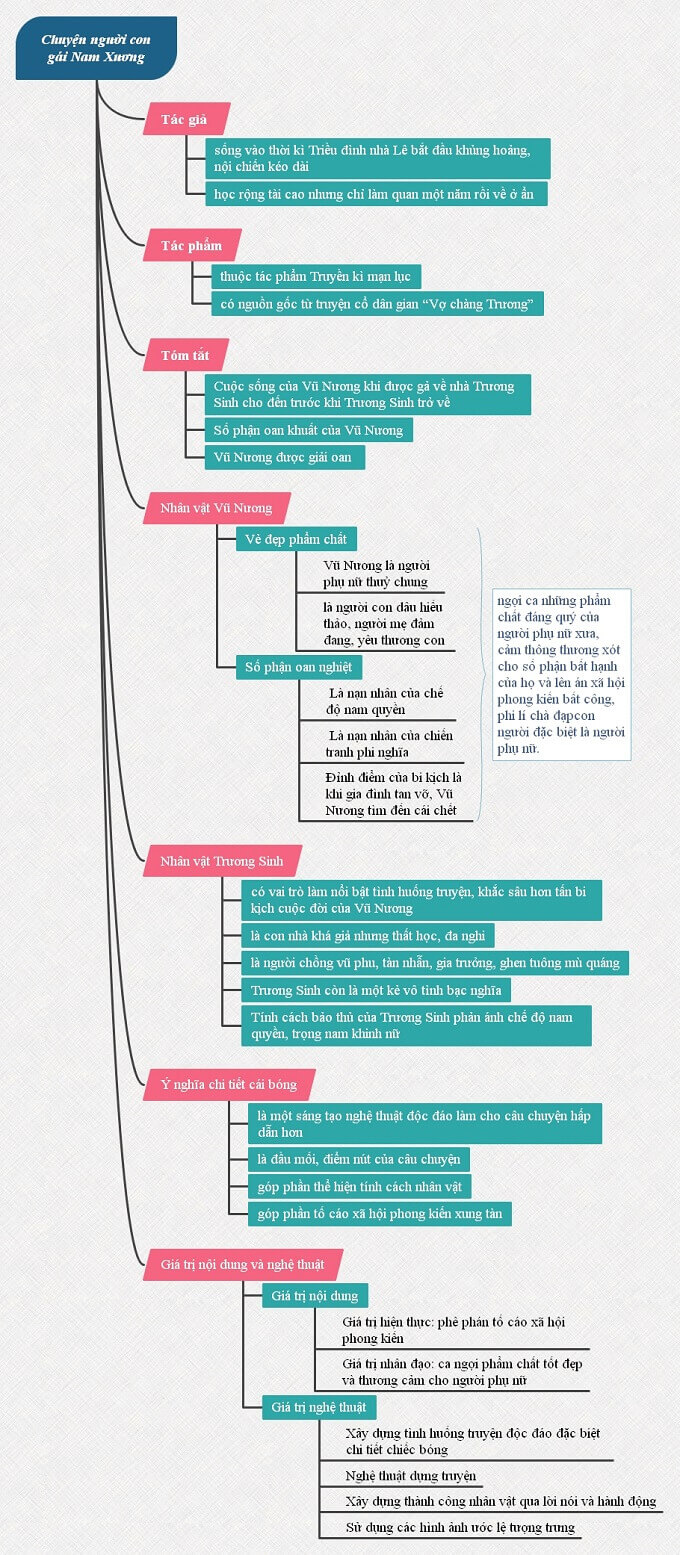 Chuyện người con
gái Nam Xương
Tác giả
sống vào thời kì Triều đình nhà Lê bắt đầu khủng hoảng,
nội chiến kéo dài
học rộng tài cao nhưng chỉ làm quan một năm rồi về ở ẩn
Tác phẩm
thuộc tác phẩm Truyền kì mạn lục
có nguồn gốc từ truyện cổ dân gian “Vợ chàng Trương”
Tóm tắt
Cuộc sống của Vũ Nương khi được gả về nhà Trương
Sinh cho đến trước khi Trương Sinh trở về
Số phận oan khuất của Vũ Nương
Vũ Nương được giải oan
Nhân vật Vũ Nương
Vẻ đẹp phẩm chất
Vũ Nương là người
phụ nữ thuỷ chung
là người con dâu hiếu
thảo, người mẹ đảm
đang, yêu thương con
Số phận oan nghiệt
Là nạn nhân của chế
độ nam quyền
Là nạn nhân của chiến
tranh phi nghĩa
Đỉnh điểm của bi kịch là
khi gia đình tan vỡ, Vũ
Nương tìm đến cái chết
ngợi ca những phẩm
chất đáng quý của
người phụ nữ xưa,
cảm thông thương xót
cho số phận bất hạnh
của họ và lên án xã hội
phong kiến bất công,
phi lí chà đạpcon
người đặc biệt là người
phụ nữ.
Nhân vật Trương Sinh
có vai trò làm nổi bật tình huống truyện, khắc sâu hơn tấn bi
kịch cuộc đời của Vũ Nương
là con nhà khá giả nhưng thất học, đa nghi
là người chồng vũ phu, tàn nhẫn, gia trưởng, ghen tuông mù quáng
Trương Sinh còn là một kẻ vô tình bạc nghĩa
Tính cách bảo thủ của Trương Sinh phản ánh chế độ nam
quyền, trọng nam khinh nữ
Ý nghĩa chi tiết cái bóng
là một sáng tạo nghệ thuật độc đáo làm cho câu chuyện hấp
dẫn hơn
là đầu mối, điểm nút của câu chuyện
góp phần thể hiện tính cách nhân vật
góp phần tố cáo xã hội phong kiến xung tàn
Giá trị nội dung và nghệ thuật
Giá trị nội dung
Giá trị hiện thực: phê phán tố cáo xã hội
phong kiến
Giá trị nhân đạo: ca ngợi phẩm chất tốt đẹp
và thương cảm cho người phụ nữ
Giá trị nghệ thuật
Xây dựng tình huống truyện độc đáo đặc biệt
chi tiết chiếc bóng
Nghệ thuật dựng truyện
Xây dựng thành công nhân vật qua lời nói và hành động
Sử dụng các hình ảnh ước lệ tượng trưng